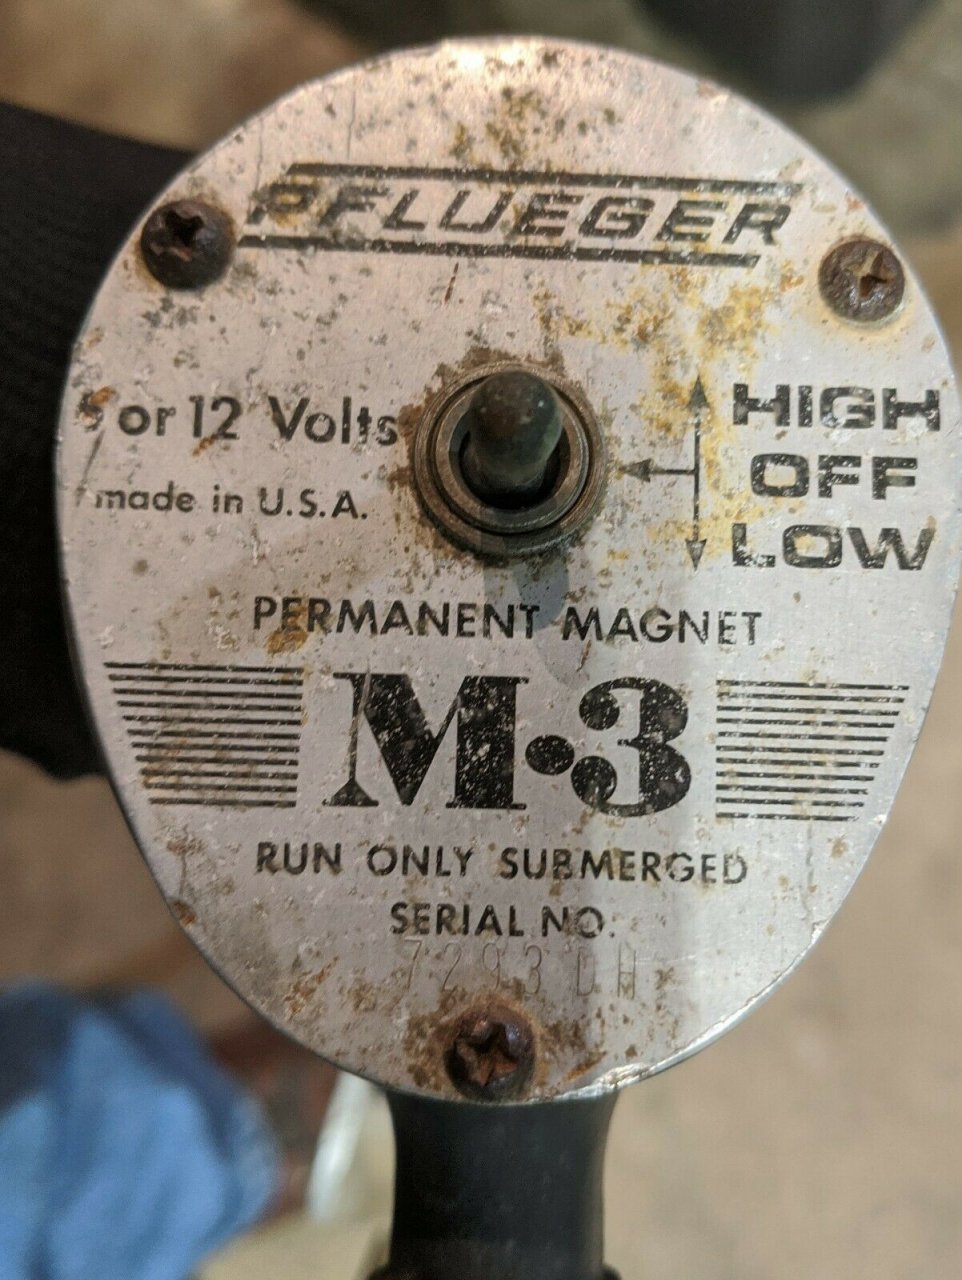 PFLUEGER
or 12 Volts
made in U.S.A.
HIGH
OFF
LOW
PERMANENT MAGNET
M•3
RUN ONLY SUBMERGED
SERIAL NO.
7293DH